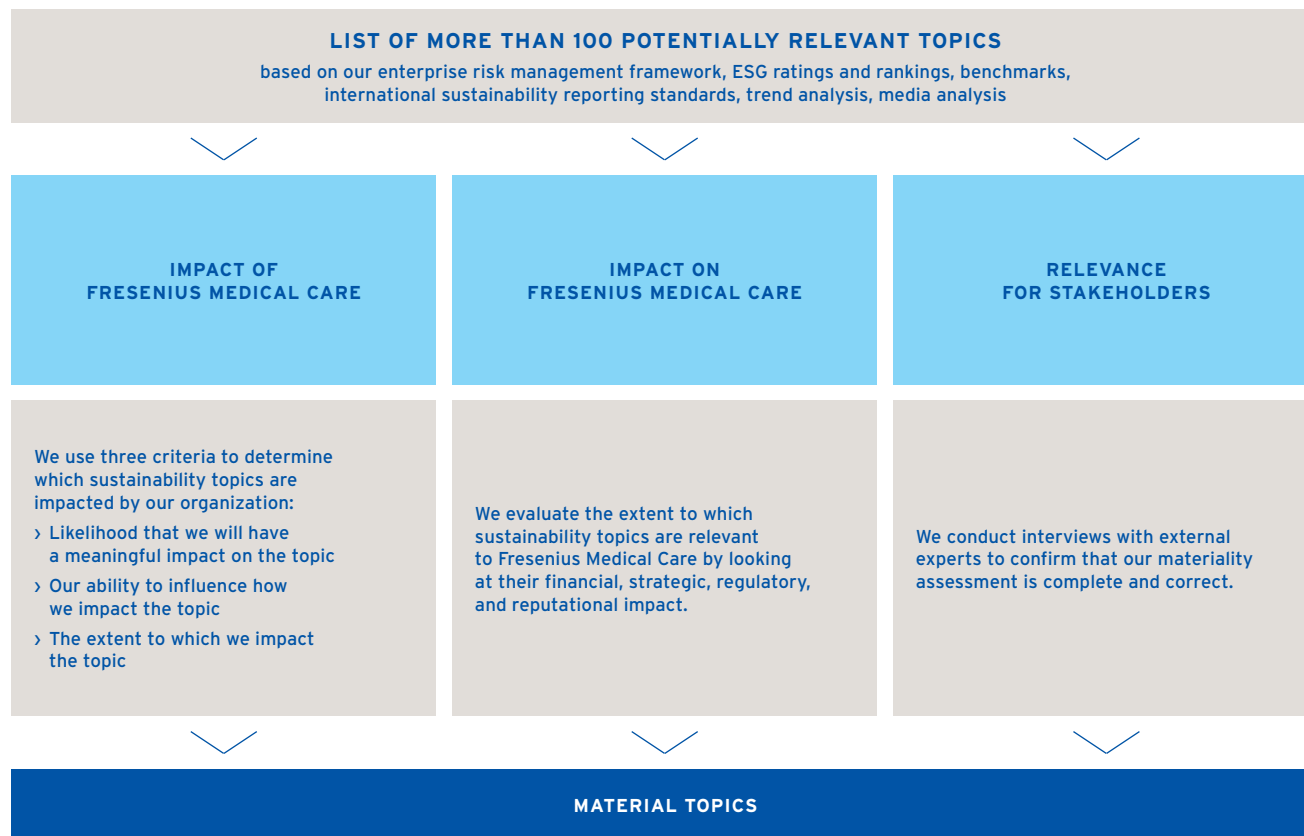 LIST OF MORE THAN 100 POTENTIALLY RELEVANT TOPICS
based on our enterprise risk management framework, ESG ratings and rankings, benchmarks,
international sustainability reporting standards, trend analysis, media analysis
IMPACT OF
FRESENIUS MEDICAL CARE
IMPACT ON
FRESENIUS MEDICAL CARE
RELEVANCE
FOR STAKEHOLDERS
We use three criteria to determine
which sustainability topics are
impacted by our organization:
› Likelihood that we will have
a meaningful impact on the topic
› Our ability to influence how
we impact the topic
› The extent to which we impact
the topic
We evaluate the extent to which
sustainability topics are relevant
to Fresenius Medical Care by looking
at their financial, strategic, regulatory,
and reputational impact.
We conduct interviews with external
experts to confirm that our materiality
assessment is complete and correct.
MATERIAL TOPICS